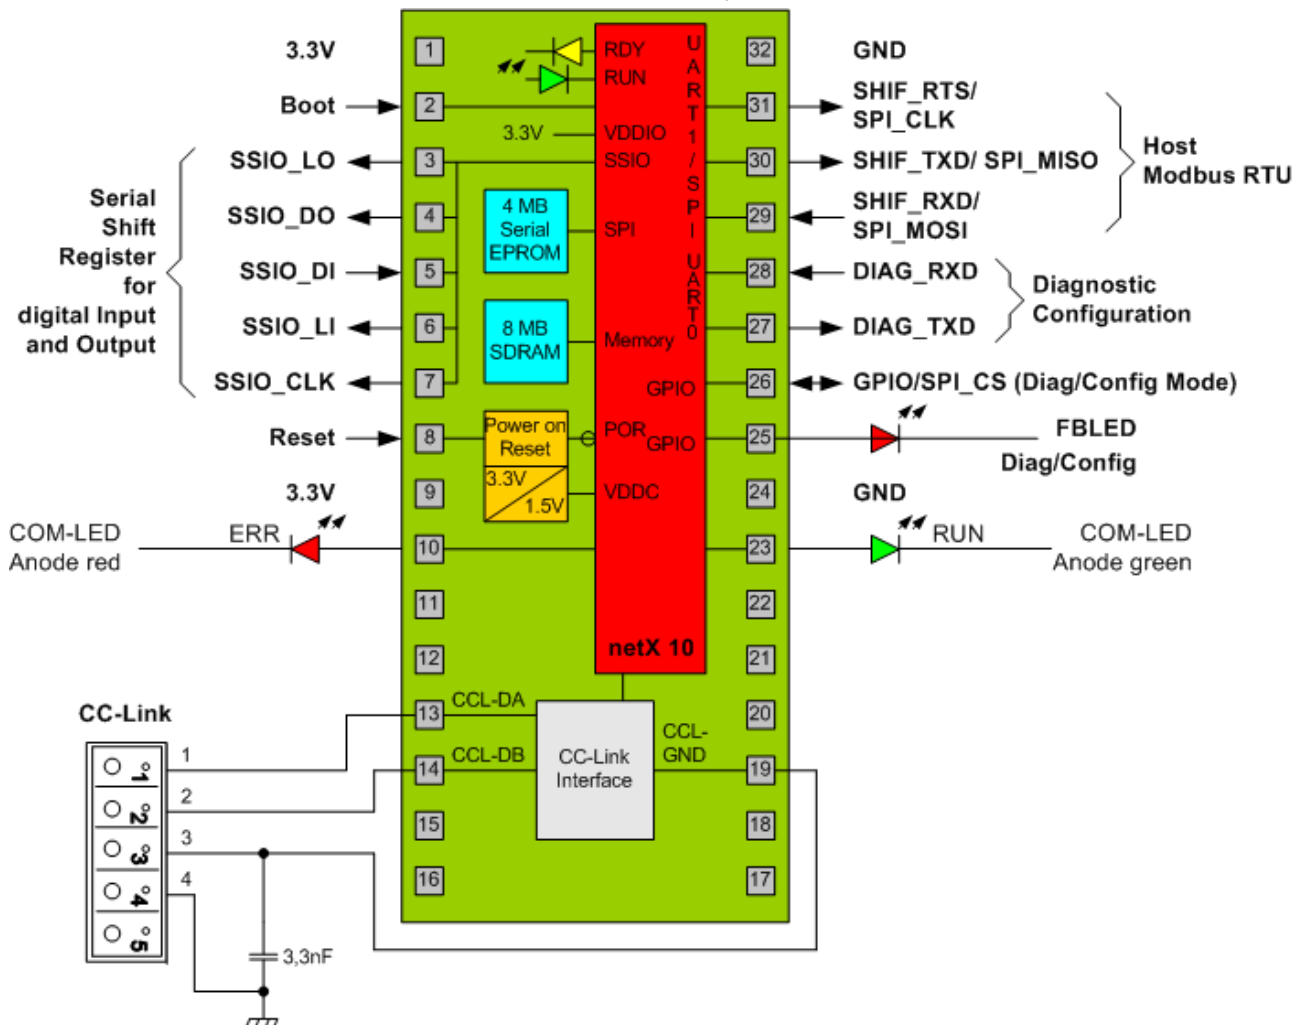 3.3V
1
RDY
UART1/SPI
32
GND
RUN
Boot
2
31
SHIF_RTS/
SPI_CLK
3.3V
VDDIO
SSIO_LO
3
SSIO
30
SHIF_TXD/ SPI_MISO
Host
Modbus RTU
Serial
Shift
Register
for
digital Input
and Output
SSIO_DO
4
4 MB
Serial
EPROM
SPI
29
SHIF_RXD/
SPI_MOSI
SSIO_DI
5
UART0
28
DIAG_RXD
Diagnostic
Configuration
SSIO_LI
6
8 MB
SDRAM
Memory
27
DIAG_TXD
SSIO_CLK
7
GPIO
26
GPIO/SPI_CS (Diag/Config Mode)
Reset
8
Power on
Reset
POR
GPIO
25
FBLED
Diag/Config
3.3V
9
3.3V
1.5V
VDDC
24
GND
COM-LED
Anode red
ERR
10
23
RUN
COM-LED
Anode green
11
22
12
netX 10
21
CC-Link
13
CCL-DA
20
CCL-
GND
14
CCL-DB
CC-Link
Interface
19
1
1
2
2
15
18
3
3
16
17
4
4
5
3,3nF